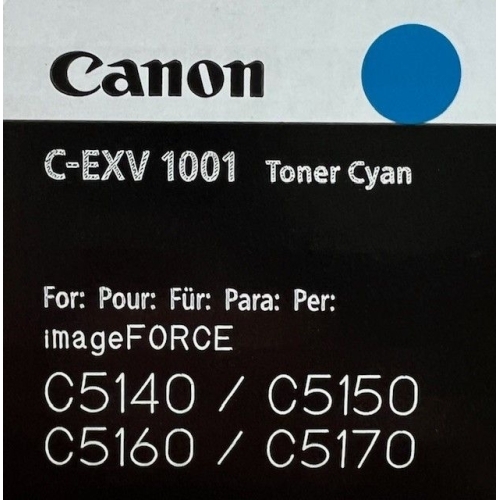 Canon
C-EXV 1001 Toner Cyan
For: Pour: Für: Para: Per:
imageFORCE
C5140 / C5150
C5160 / C5170